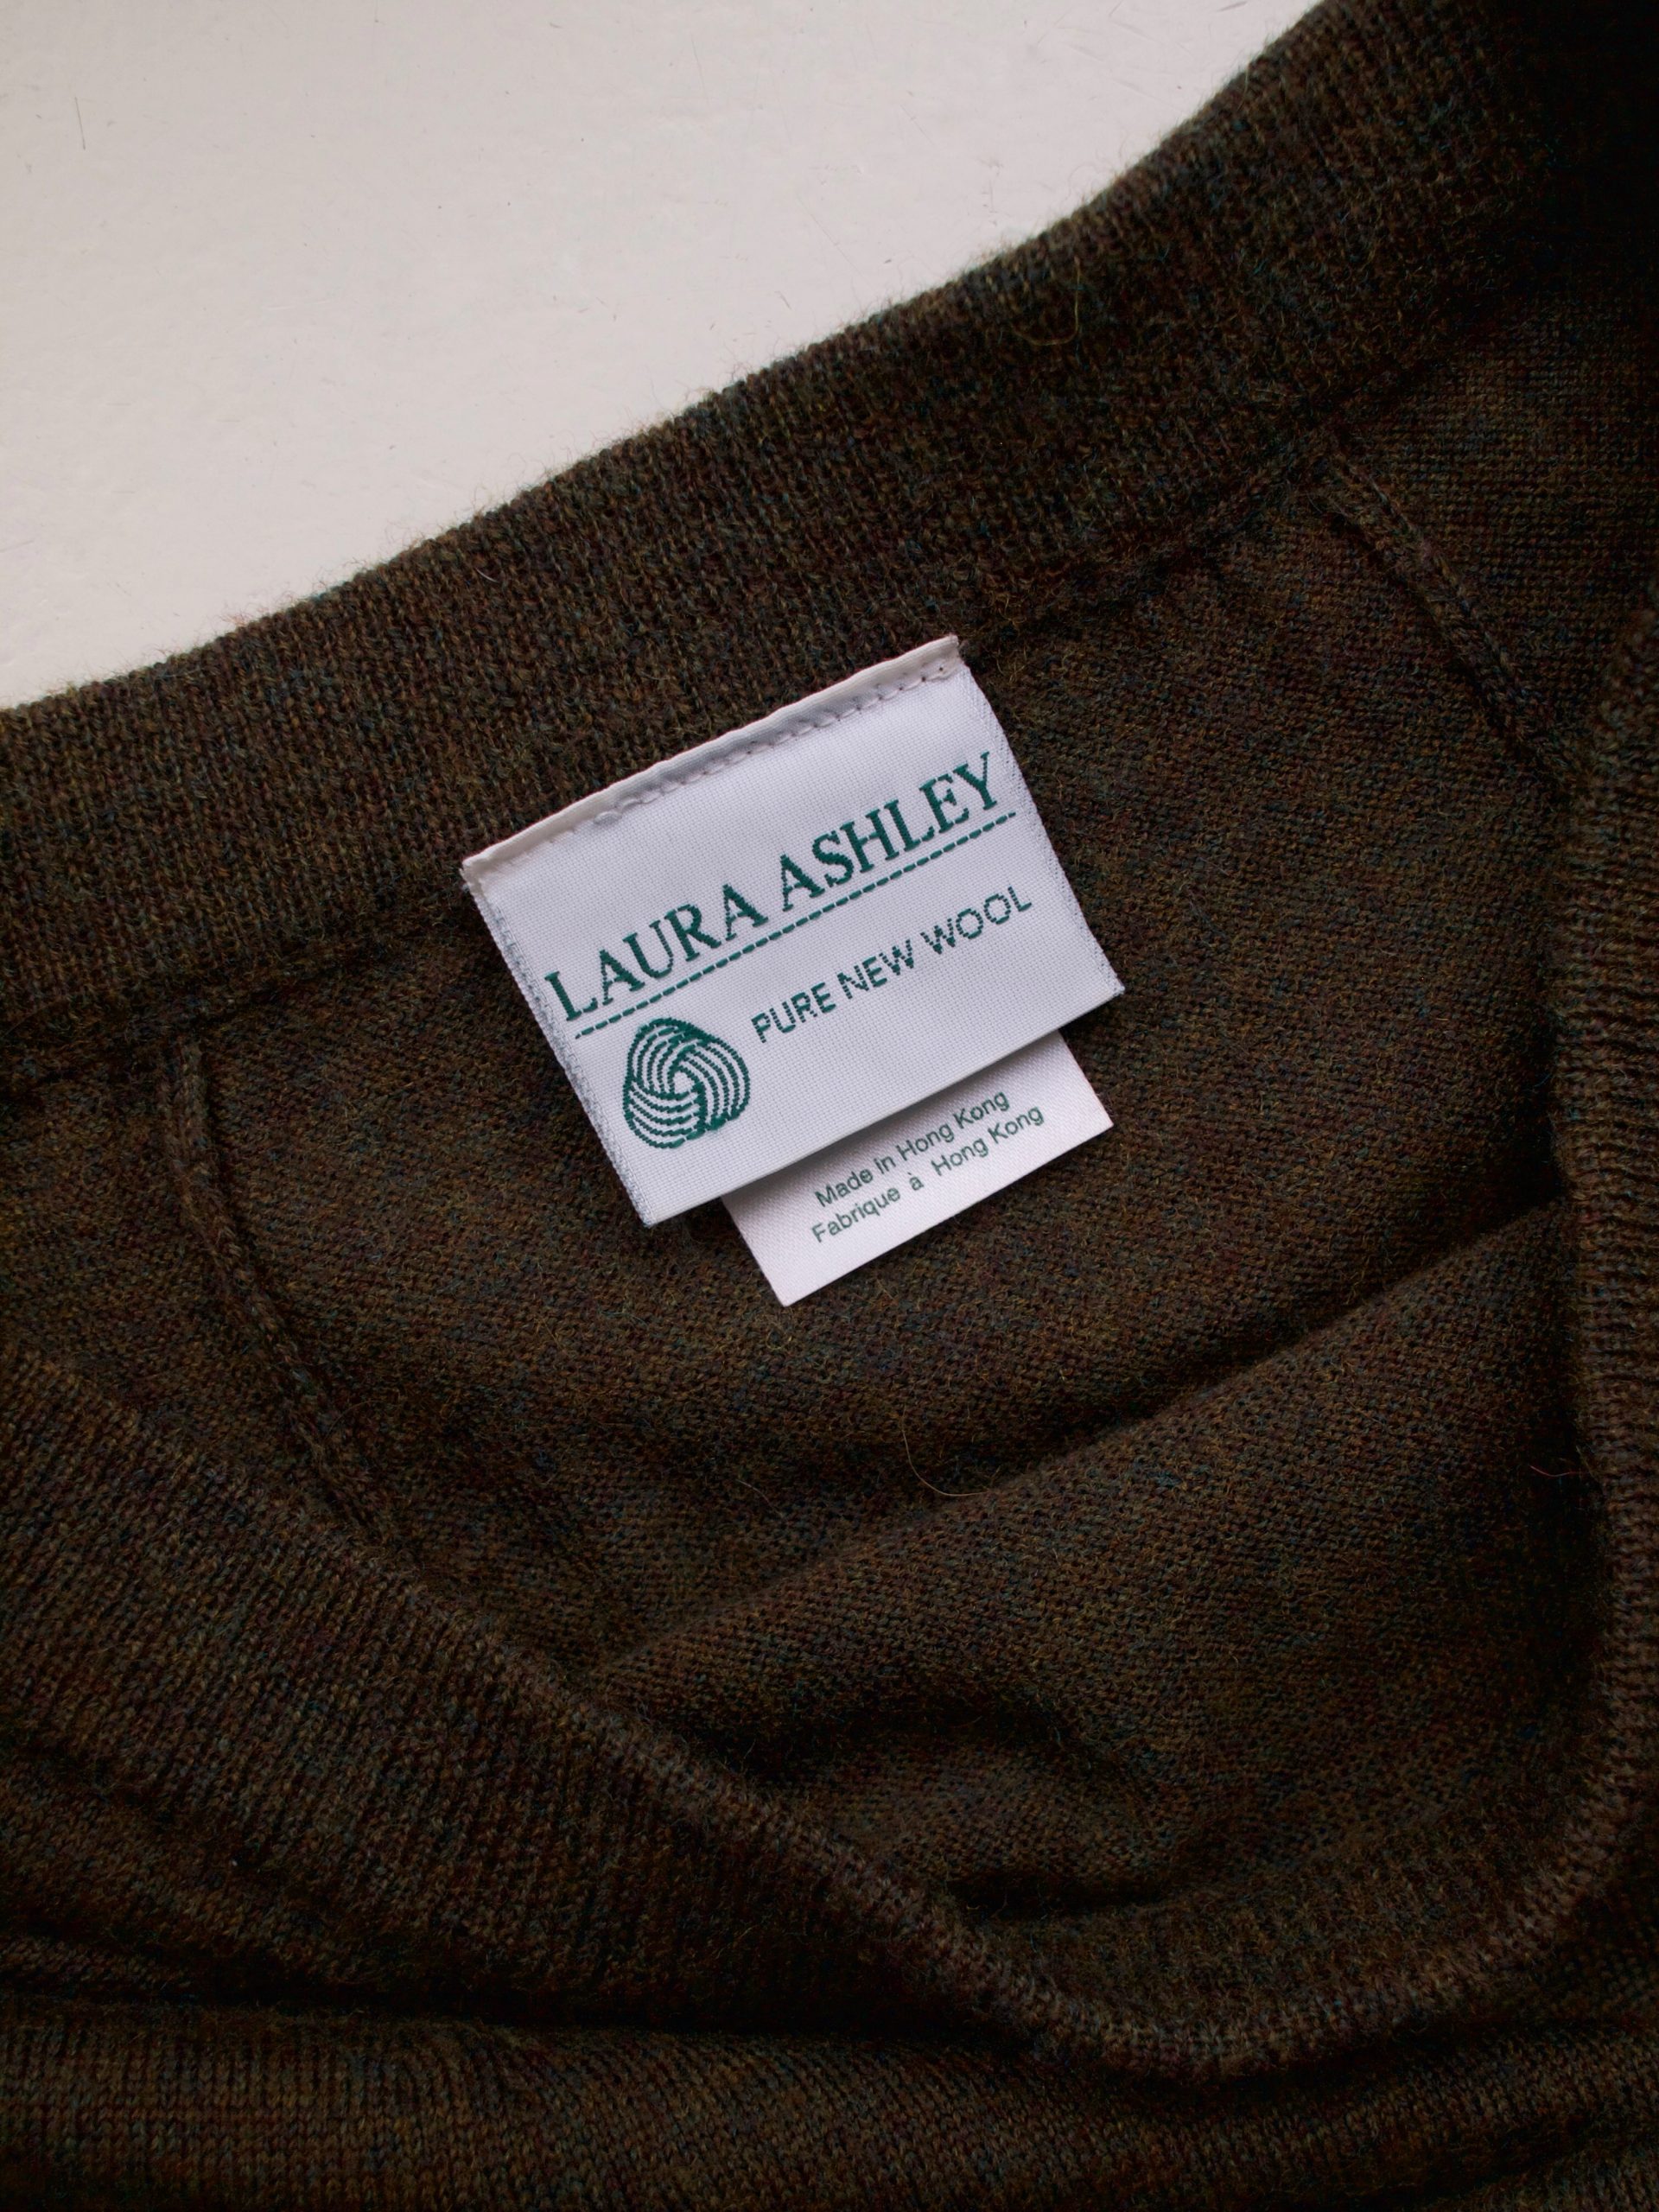 LAURA ASHLEY
PURE NEW WOOL
Made in Hong Kong
Fabrique à Hong Kong